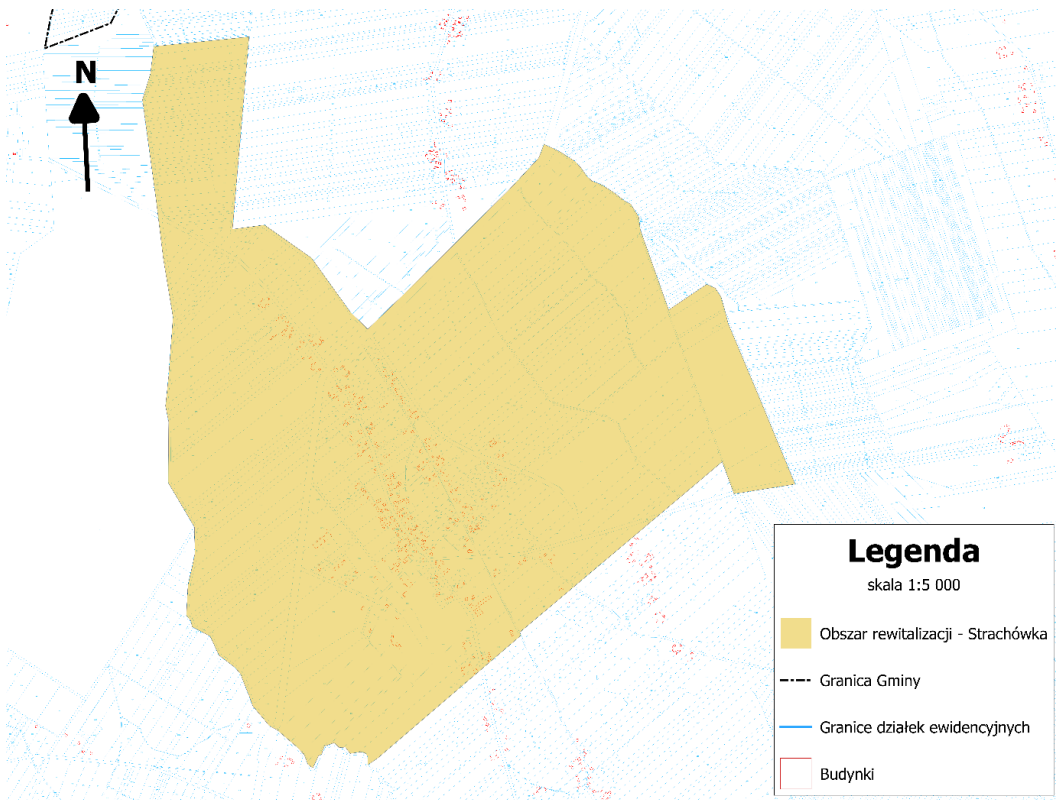 N
Legenda
skala 1:5 000
Obszar rewitalizacji - Strachówka
Granica Gminy
Granice działek ewidencyjnych
Budynki